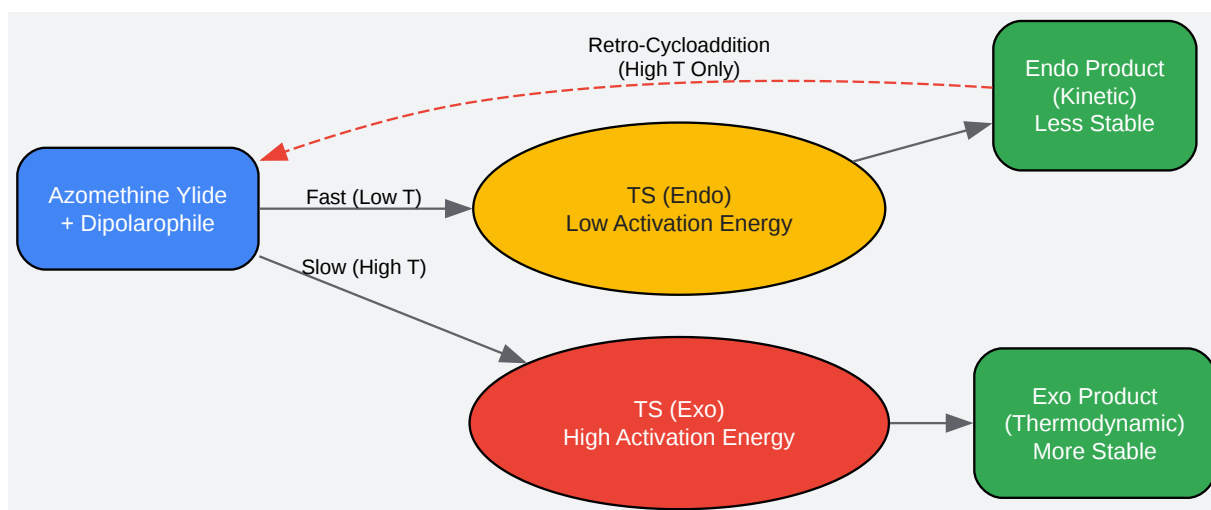 Retro-Cycloaddition
(High T Only)
Endo Product
(Kinetic)
Less Stable
Azomethine Ylide
+ Dipolarophile
Fast (Low T)
TS (Endo)
Low Activation Energy
Slow (High T)
TS (Exo)
High Activation Energy
Exo Product
(Thermodynamic)
More Stable